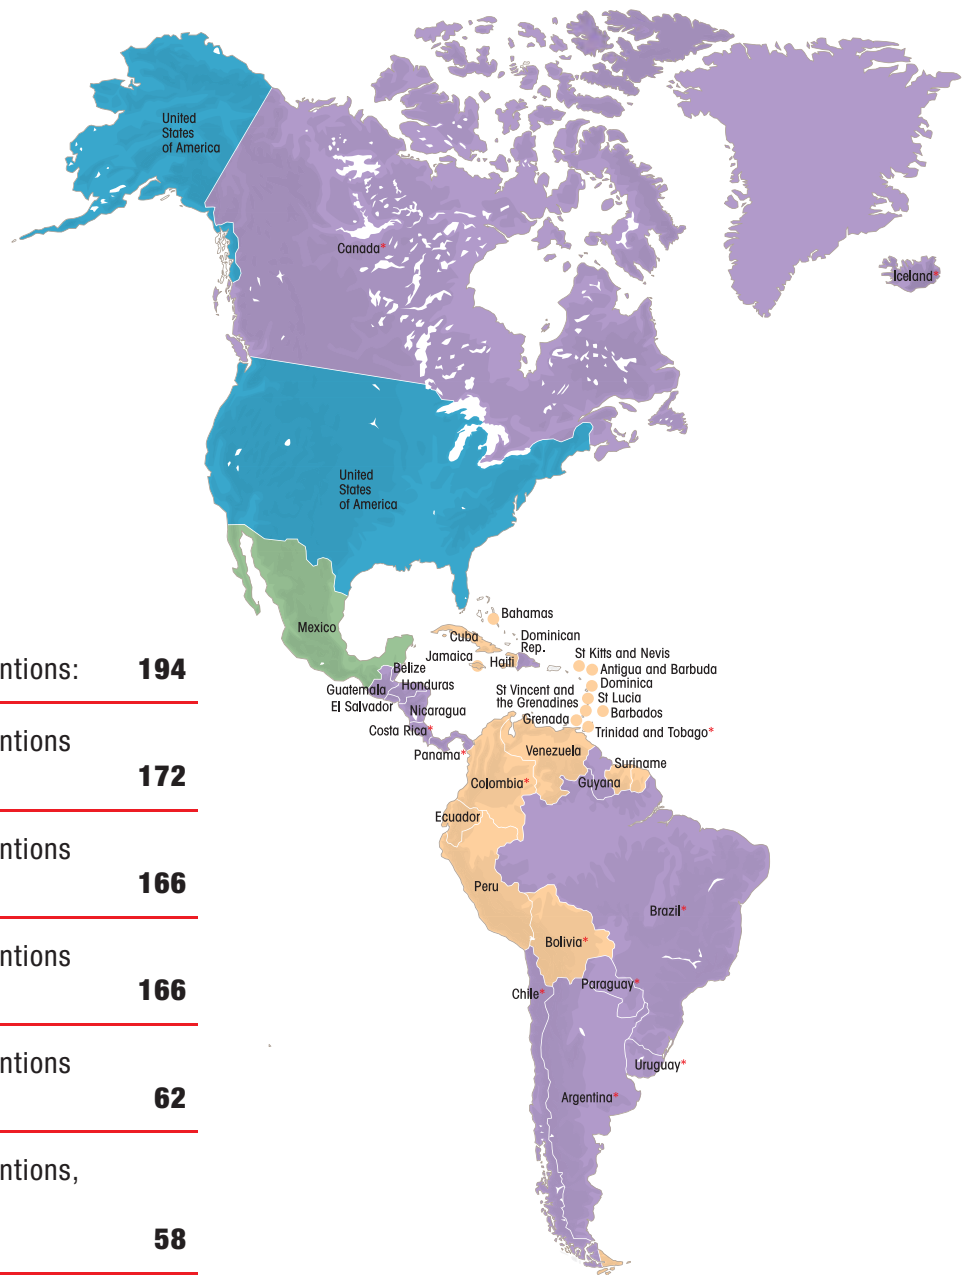 United
States
of America
Canada*
Iceland*
United
States
of America
Mexico
Bahamas
Cuba
Dominican
Rep.
Jamaica
Haiti
St Kitts and Nevis
Antigua and Barbuda
Belize
Dominica
Honduras
Guatemala
St Vincent and
the Grenadines
St Lucia
El Salvador
Nicaragua
Barbados
Grenada
Costa Rica*
Trinidad and Tobago*
Panama*
Venezuela
Suriname
Colombia*
Guyana
Ecuador
Peru
Brazil*
Bolivia*
Paraguay*
Chile*
Uruguay*
Argentina*
ntions: 194
ntions
172
ntions
166
ntions
166
ntions
62
ntions,
58